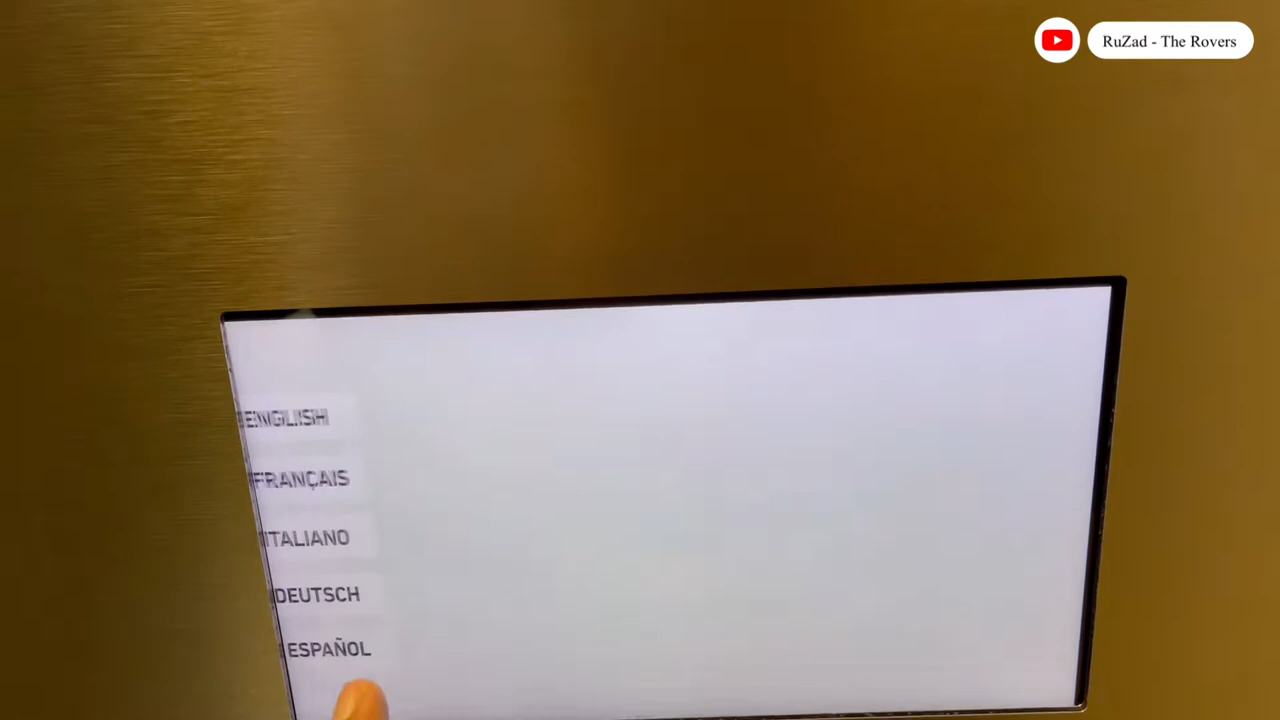 RuZad - The Rovers
ENGLISH
FRANÇAIS
ITALIANO
DEUTSCH
ESPAÑOL